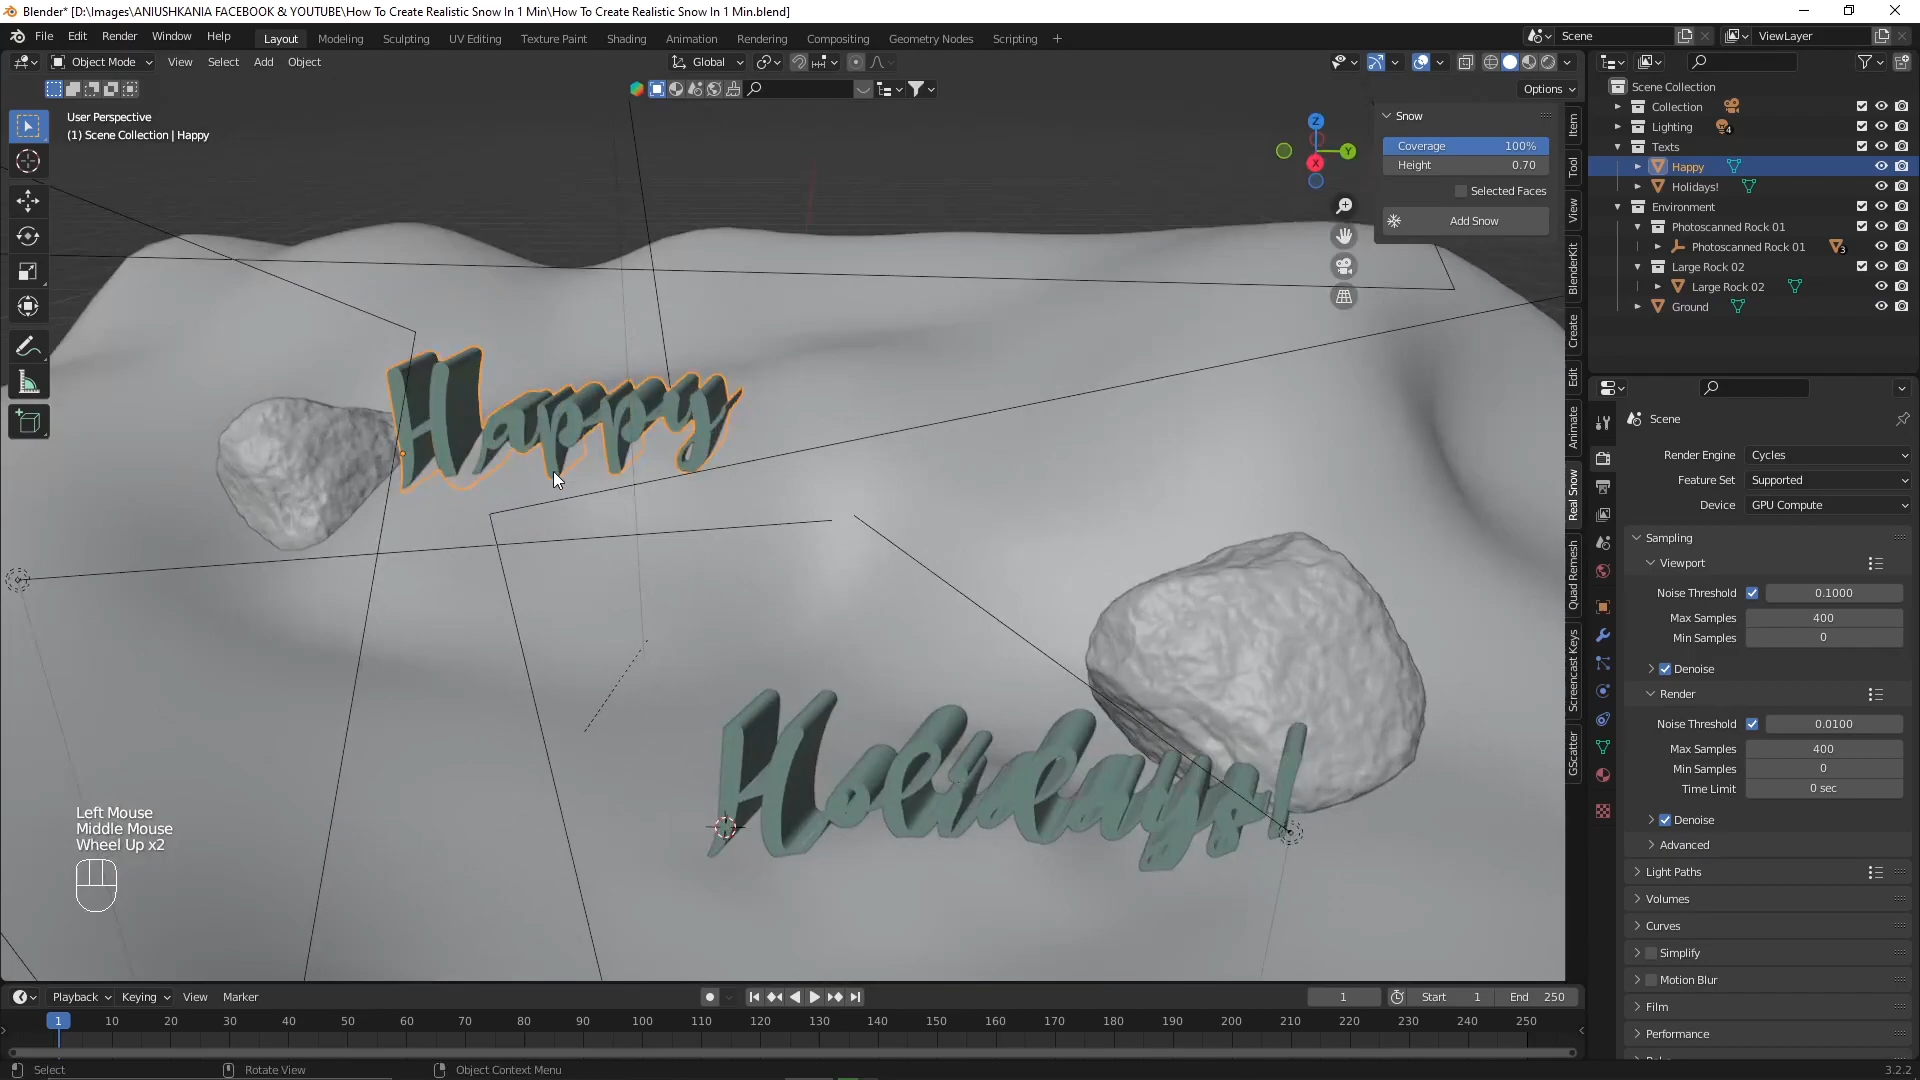 Blender* [D:\Images\ANIUSHKANIA FACEBOOK & YOUTUBE\How To Create Realistic Snow In 1 Min\How To Create Realistic Snow In 1 Min.blend]
File Edit Render Window Help Layout Modeling Sculpting UV Editing Texture Paint Shading Animation Rendering Compositing Geometry Nodes Scripting + Scene ViewLayer
Object Mode View Select Add Object Global
Options
User Perspective
(1) Scene Collection | Happy
Snow
Coverage 100%
Height 0.70
Selected Faces
Add Snow
Z
Y
X
Item
Tool
View
BlenderKit
Create
Edit
Animate
Real Snow
Quad Remesh
Screencast Keys
GScatter
Happy
Holidays!
Left Mouse
Middle Mouse
Wheel Up x2
Scene Collection
Collection
Lighting 4
Texts
Happy
Holidays!
Environment
Photoscanned Rock 01
Photoscanned Rock 01 3
Large Rock 02
Large Rock 02
Ground
Scene
Render Engine Cycles
Feature Set Supported
Device GPU Compute
Sampling
Viewport
Noise Threshold 0.1000
Max Samples 400
Min Samples 0
Denoise
Render
Noise Threshold 0.0100
Max Samples 400
Min Samples 0
Time Limit 0 sec
Denoise
Advanced
Light Paths
Volumes
Curves
Simplify
Motion Blur
Film
Performance
Playback Keying View Marker 1 Start 1 End 250
1 10 20 30 40 50 60 70 80 90 100 110 120 130 140 150 160 170 180 190 200 210 220 230 240 250
Select Rotate View Object Context Menu 3.2.2